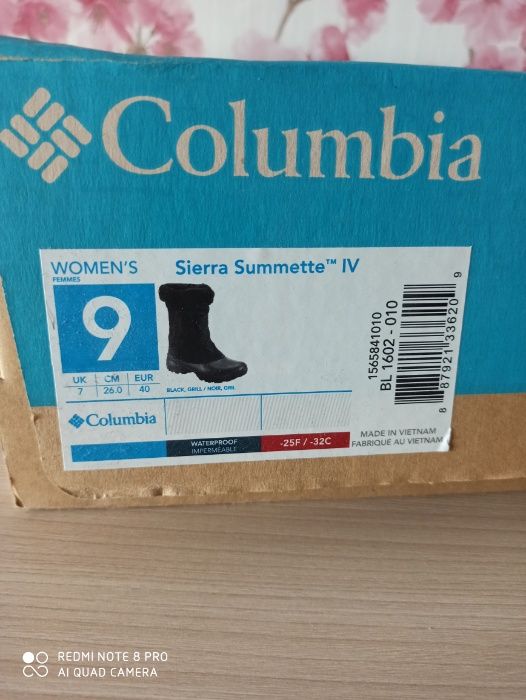 Columbia
WOMEN'S
FEMMES
Sierra Summette™ IV
9
UK CM EUR
7 26.0 40
BLACK, GRILL / NOIR, GRIL
Columbia
WATERPROOF
IMPERMÉABLE
-25F / -32C
1565841010
BL 1602 - 010
8 87921 33620 9
MADE IN VIETNAM
FABRIQUÉ AU VIETNAM
REDMI NOTE 8 PRO
AI QUAD CAMERA